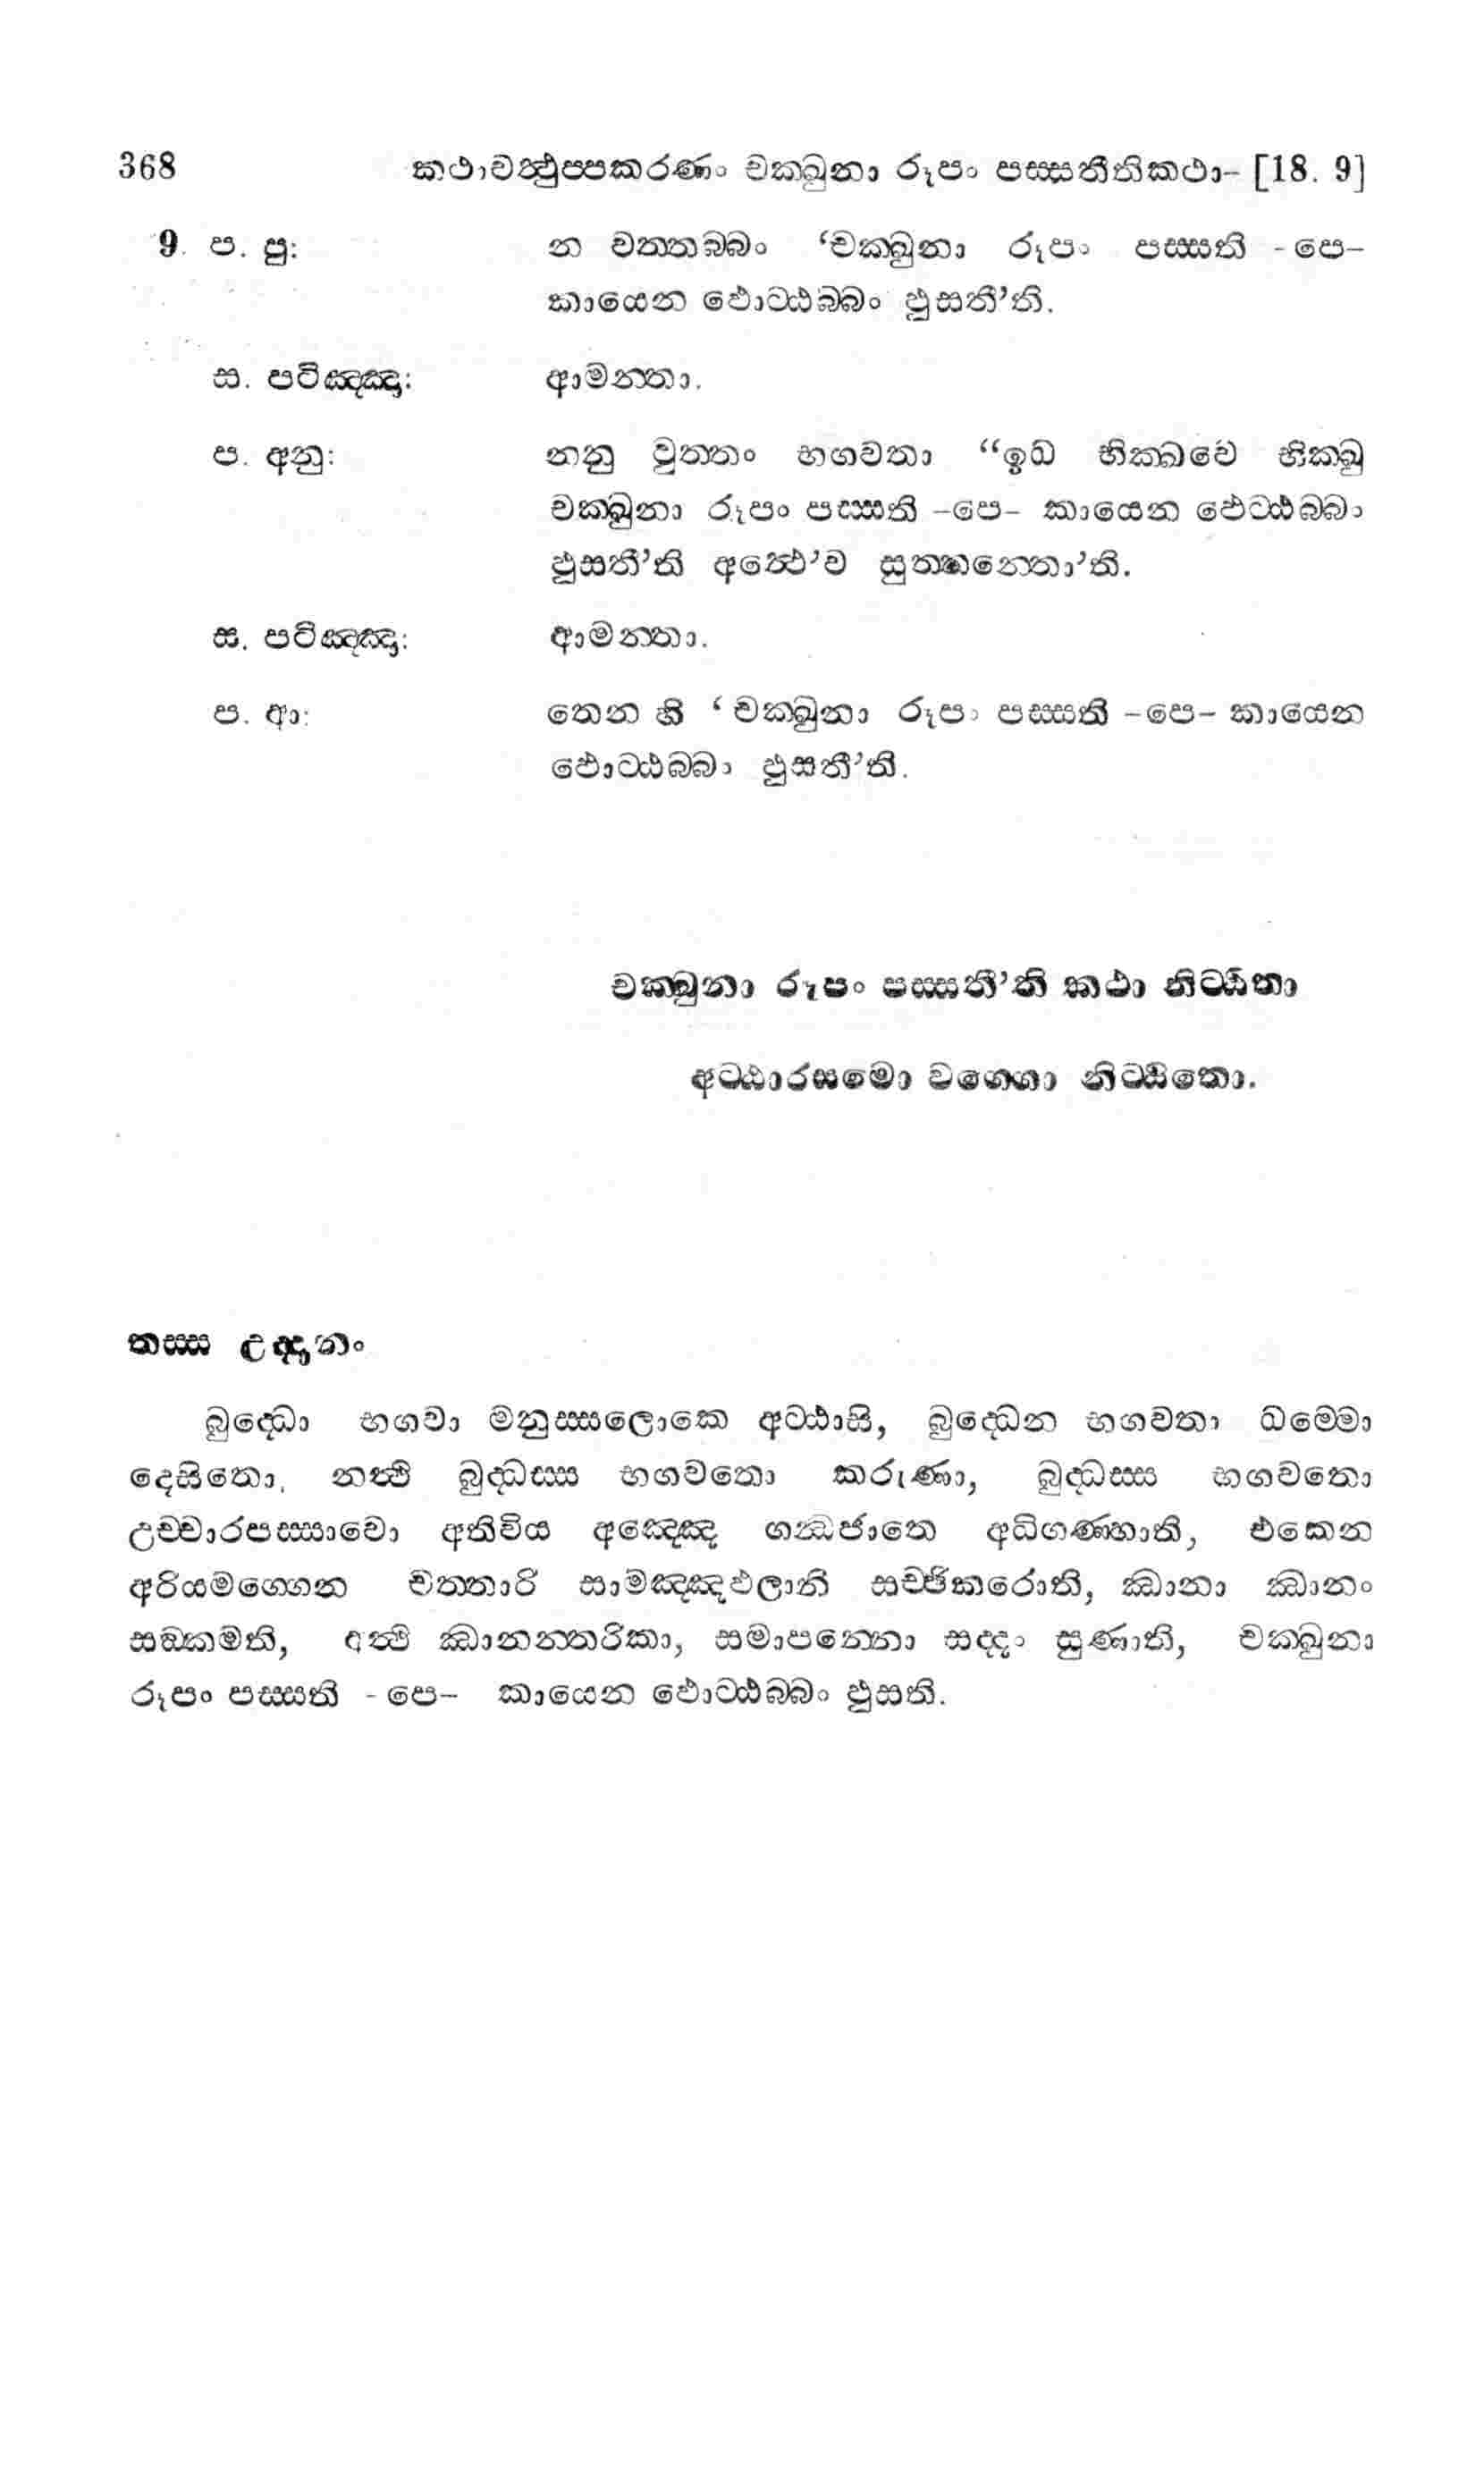 368 කථාවත්‍ථුප‍්පකරණං චක‍්ඛුනා රූපං පස‍්සතීතිකථා- [18. 9]
9. ප. පු: න වත‍්තබ‍්බං ‘චක‍්ඛුනා රූපං පස‍්සති -පෙ-
කායෙන ඵොට‍්ඨබ‍්බං ඵුසතී’ති.
ස. පටිඤ‍්ඤා: ආමන‍්තා.
ප. අනු: නනු වුත‍්තං භගවතා “ඉධ භික‍්ඛවෙ භික‍්ඛු
චක‍්ඛුනා රූපං පස‍්සති -පෙ- කායෙන ඵොට‍්ඨබ‍්බං
ඵුසතී’ති අත්‍ථෙ’ව සුත‍්තන‍්තො’ති.
ස. පටිඤ‍්ඤා: ආමන‍්තා.
ප. ආ: තෙන හි ‘චක‍්ඛුනා රූපං පස‍්සති -පෙ- කායෙන
ඵොට‍්ඨබ‍්බං ඵුසතී’ති.
චක‍්ඛුනා රූපං පස‍්සතී’ති කථා නිට‍්ඨිතා
අට‍්ඨාරසමො වග‍්ගො නිට‍්ඨිතො.
තස‍්ස උද‍්දානං
බුද‍්ධො භගවා මනුස‍්සලොකෙ අට‍්ඨාසි, බුද‍්ධෙන භගවතා ධම‍්මො
දෙසිතො, නත්‍ථි බුද‍්ධස‍්ස භගවතො කරුණා, බුද‍්ධස‍්ස භගවතො
උච‍්චාරපස‍්සාවො අතිවිය අඤ‍්ඤෙ ගන්‍ධජාතෙ අධිගණ‍්හාති, එකෙන
අරියමග‍්ගෙන චත‍්තාරි සාමඤ‍්ඤඵලානි සච‍්ඡිකරොති, ඣානා ඣානං
සඞ‍්කමති, අත්‍ථි ඣානන‍්තරිකා, සමාපන‍්නො සද‍්දං සුණාති, චක‍්ඛුනා
රූපං පස‍්සති -පෙ- කායෙන ඵොට‍්ඨබ‍්බං ඵුසති.